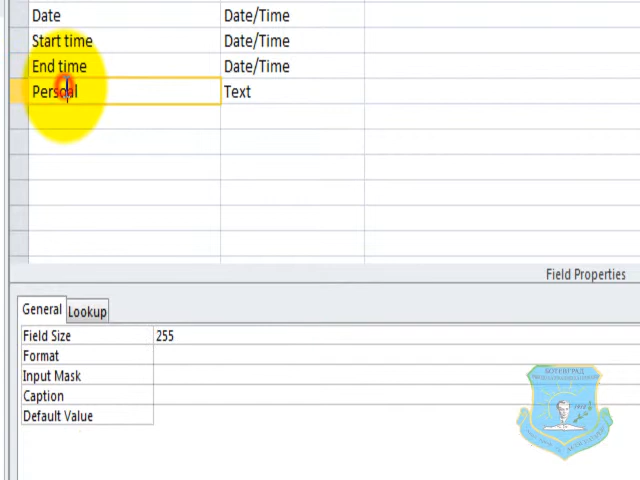 Date Date/Time
Start time Date/Time
End time Date/Time
Personal Text
Field Properties
General Lookup
Field Size 255
Format
Input Mask
Caption
Default Value
БОТЕВГРАД